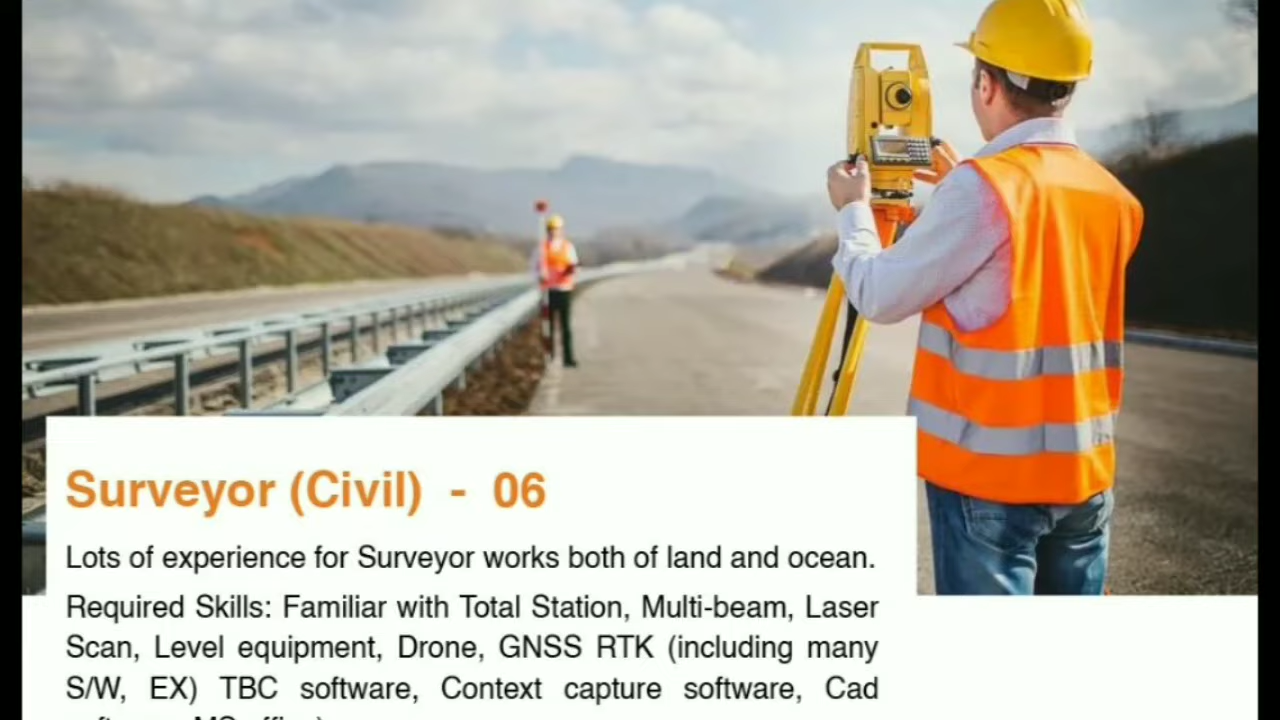 Surveyor (Civil) - 06
Lots of experience for Surveyor works both of land and ocean.
Required Skills: Familiar with Total Station, Multi-beam, Laser
Scan, Level equipment, Drone, GNSS RTK (including many
S/W, EX) TBC software, Context capture software, Cad